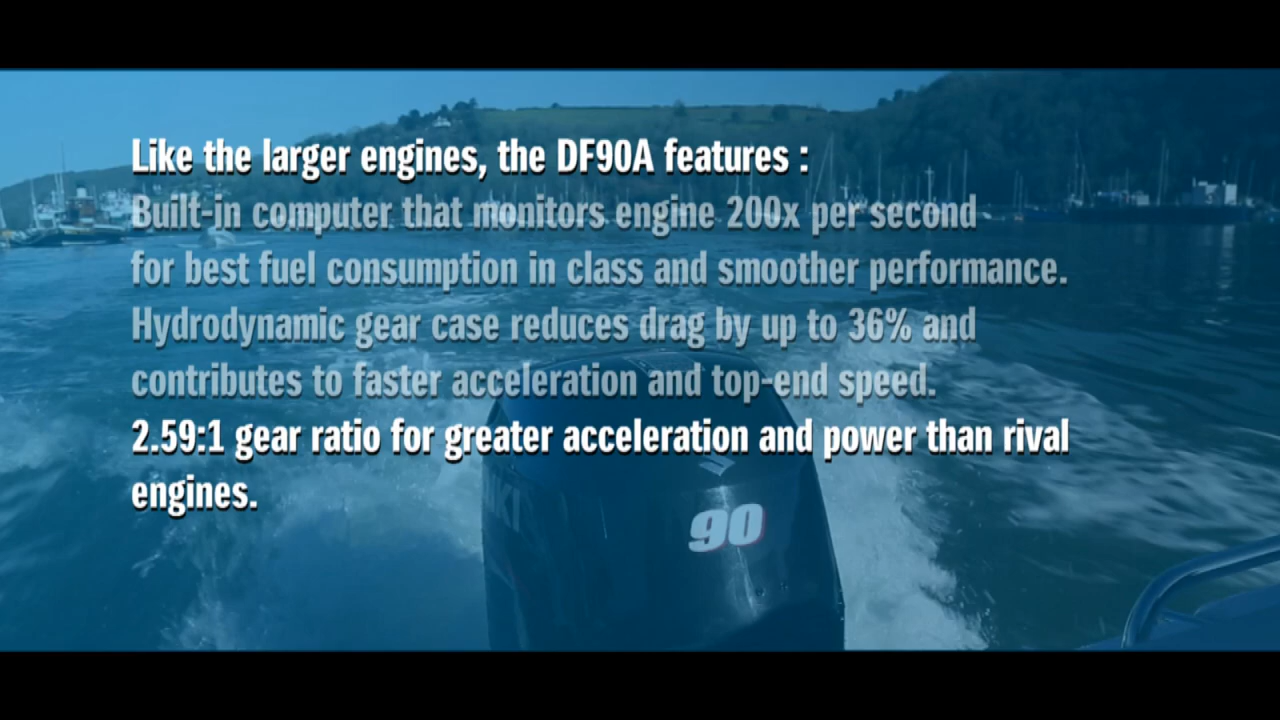 Like the larger engines, the DF90A features :
Built-in computer that monitors engine 200x per second
for best fuel consumption in class and smoother performance.
Hydrodynamic gear case reduces drag by up to 36% and
contributes to faster acceleration and top-end speed.
2.59:1 gear ratio for greater acceleration and power than rival
engines.
90